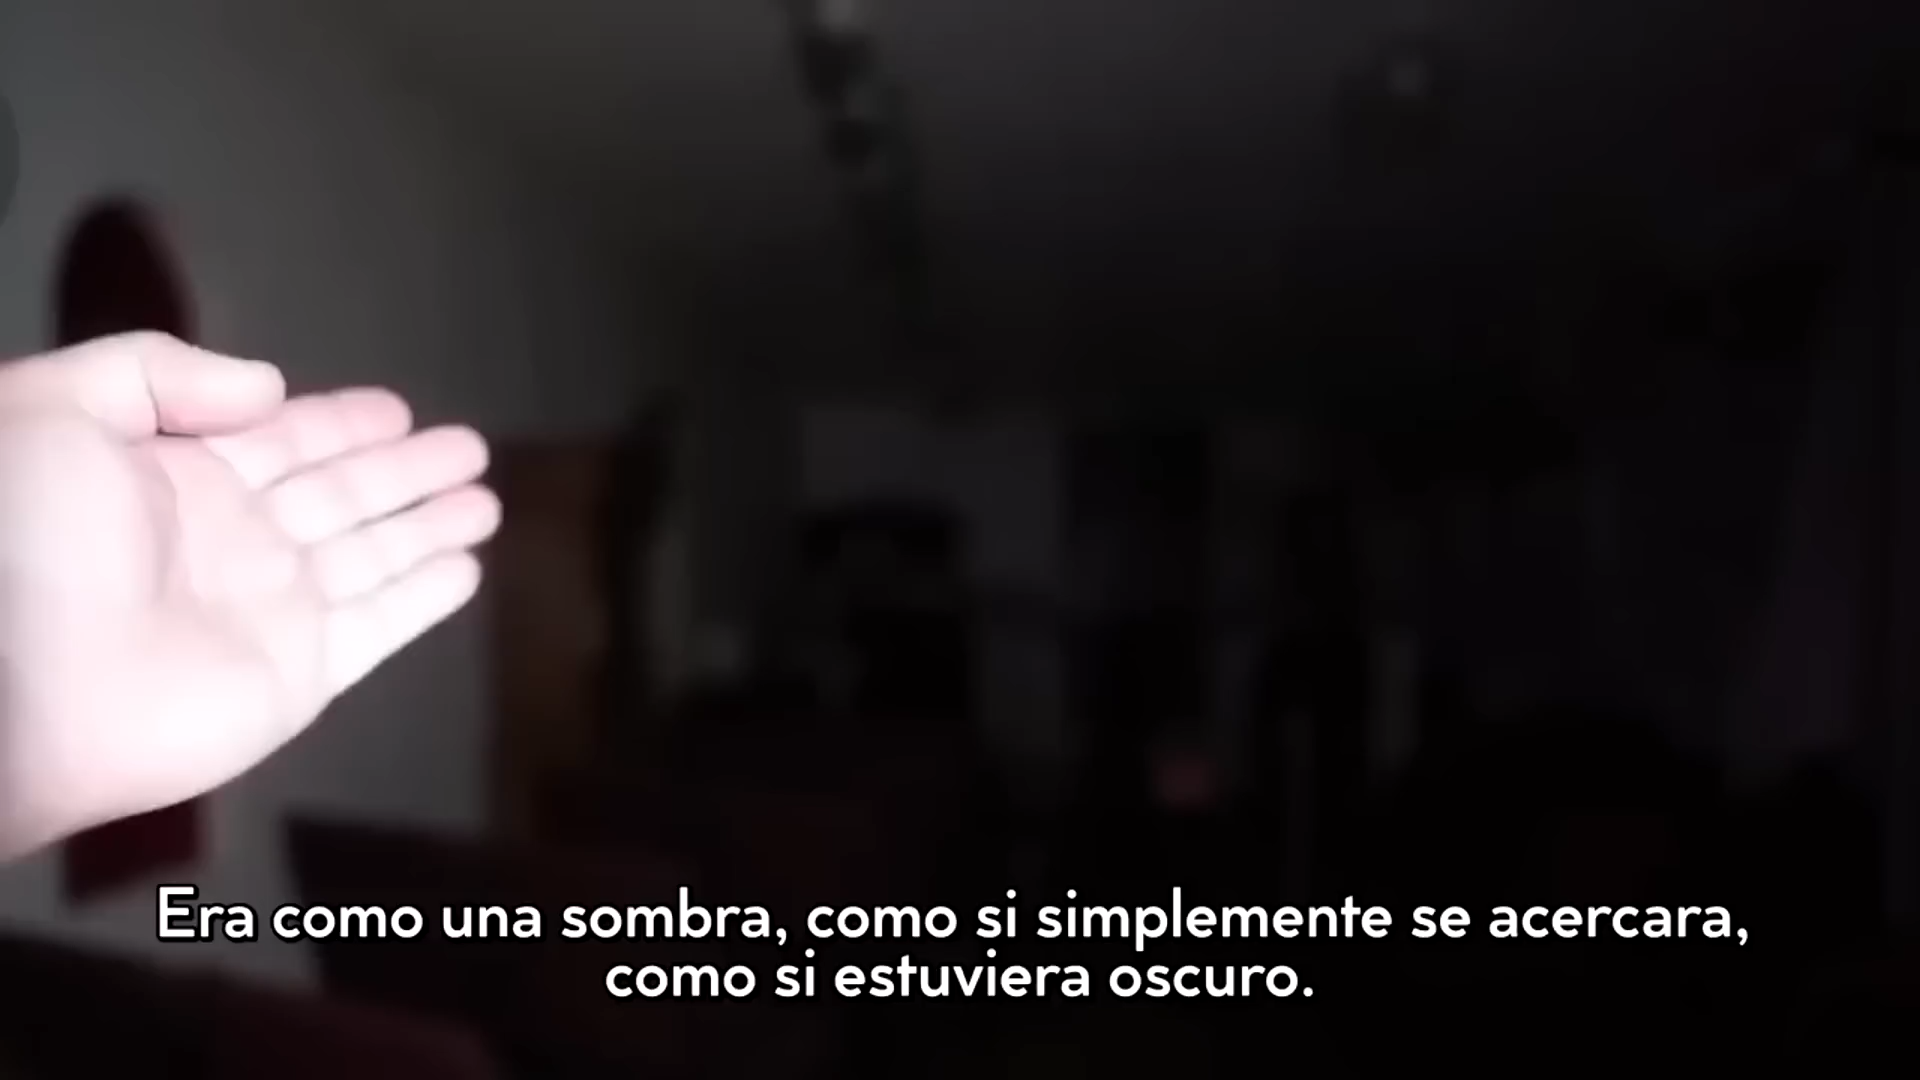 Era como una sombra, como si simplemente se acercara,
como si estuviera oscuro.